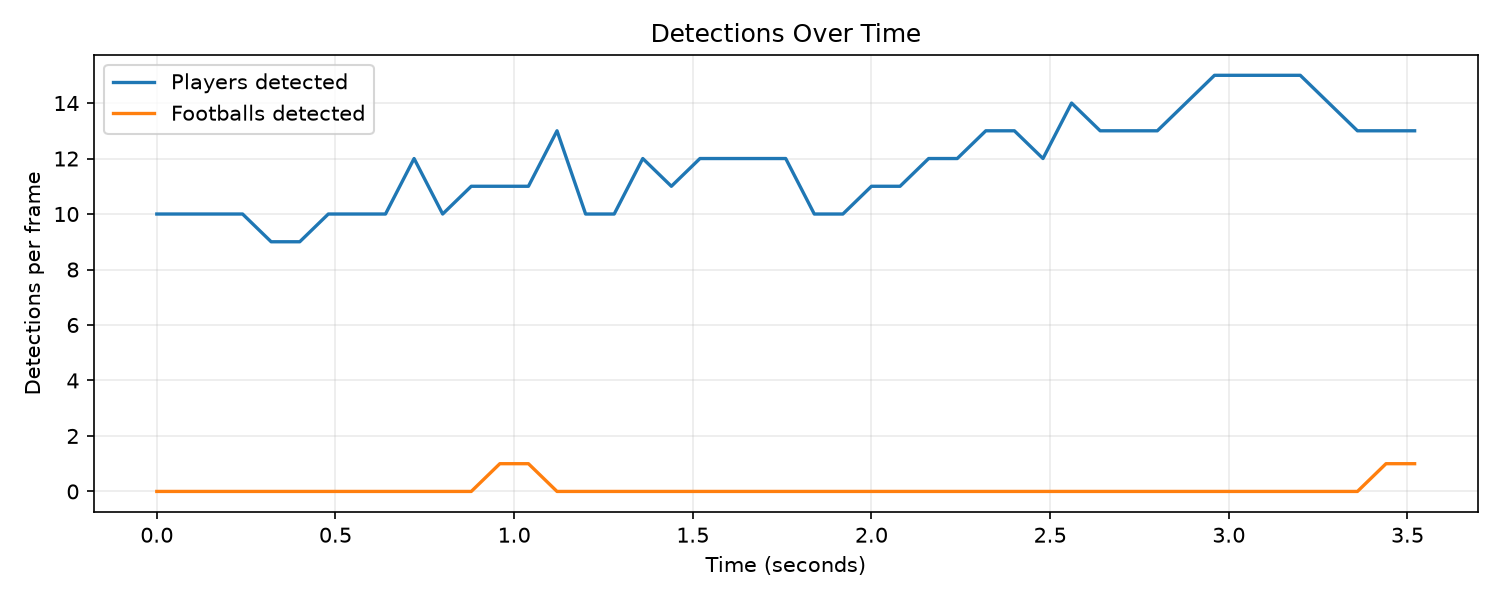 Detections Over Time
Players detected
Footballs detected
Detections per frame
14
12
10
8
6
4
2
0
0.0 0.5 1.0 1.5 2.0 2.5 3.0 3.5
Time (seconds)